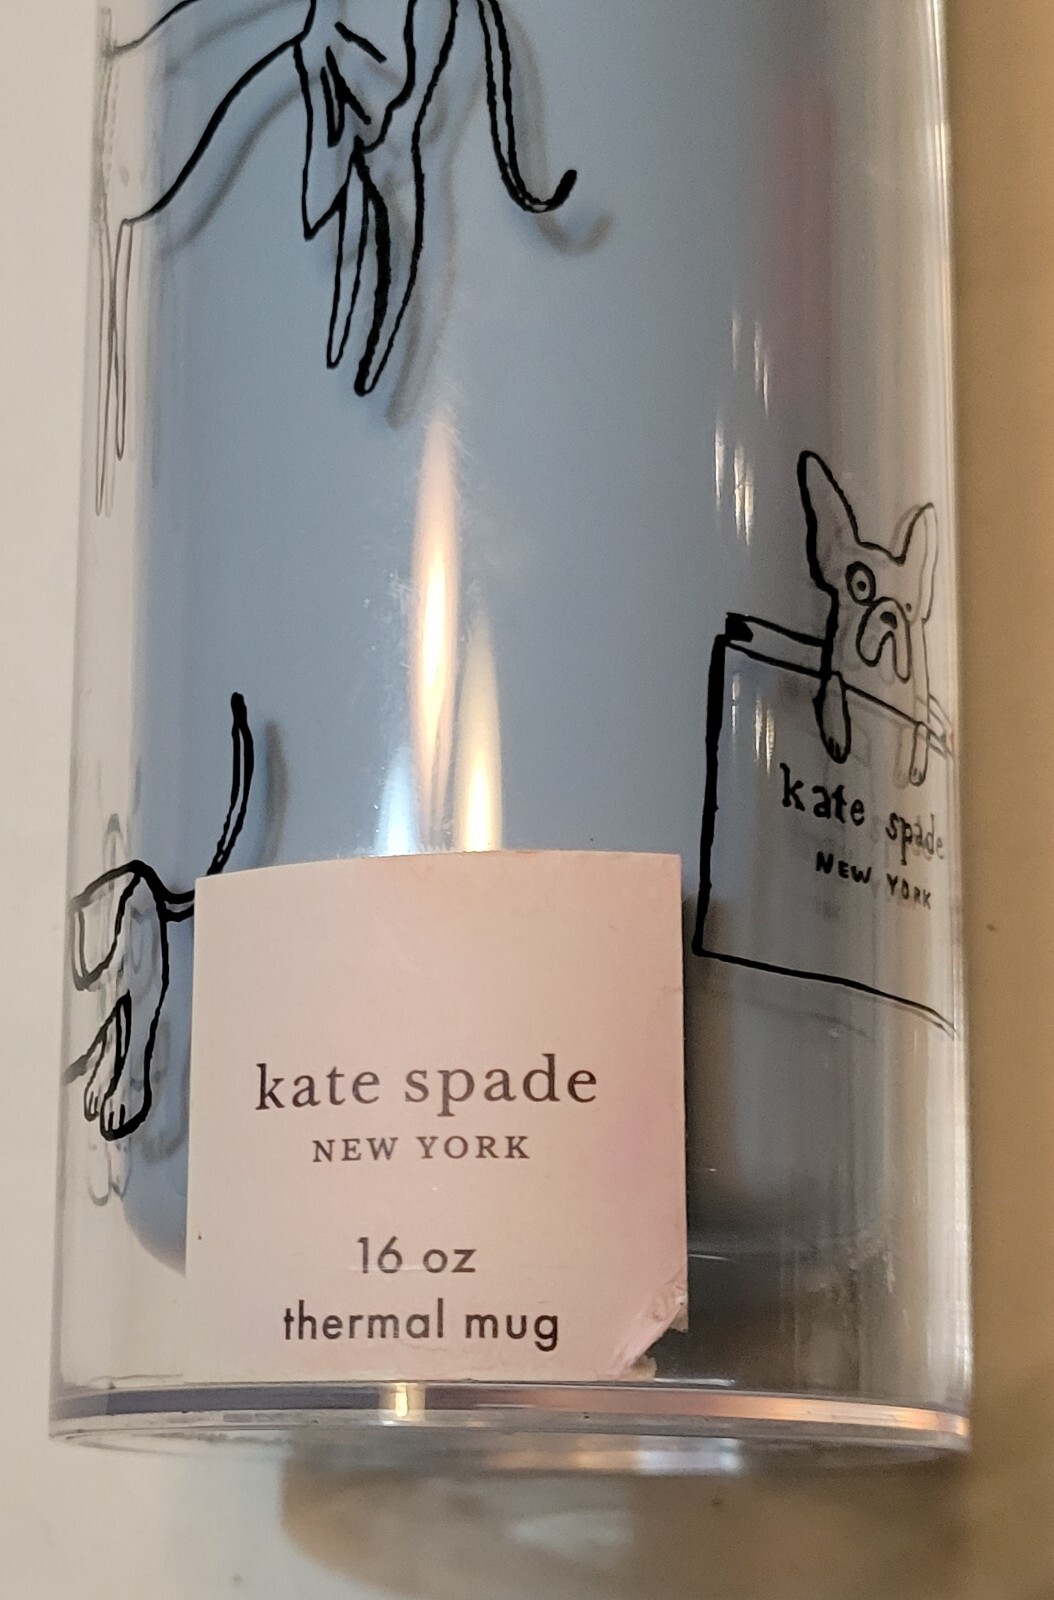 kate spade
NEW YORK
kate spade
NEW YORK
16 oz
thermal mug